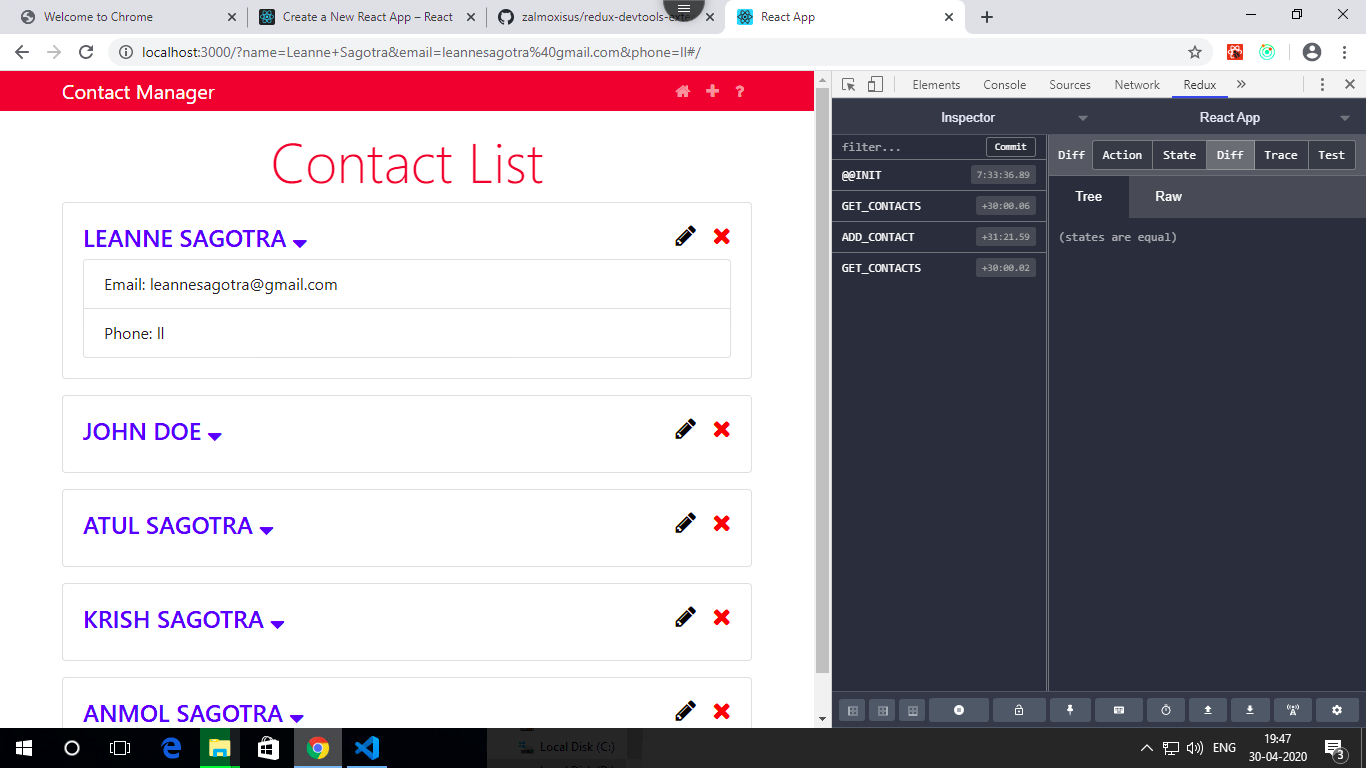 Welcome to Chrome
Create a New React App – React
zalmoxisus/redux-devtools-exte
React App
localhost:3000/?name=Leanne+Sagotra&email=leannesagotra%40gmail.com&phone=ll#/
Contact Manager
?
Contact List
LEANNE SAGOTRA
Email: leannesagotra@gmail.com
Phone: ll
JOHN DOE
ATUL SAGOTRA
KRISH SAGOTRA
ANMOL SAGOTRA
Elements Console Sources Network Redux »
Inspector
React App
filter... Commit
@@INIT 7:33:36.89
GET_CONTACTS +30:00.06
ADD_CONTACT +31:21.59
GET_CONTACTS +30:00.02
Diff Action State Diff Trace Test
Tree Raw
(states are equal)
Local Disk (C:)
ENG
19:47
30-04-2020
3